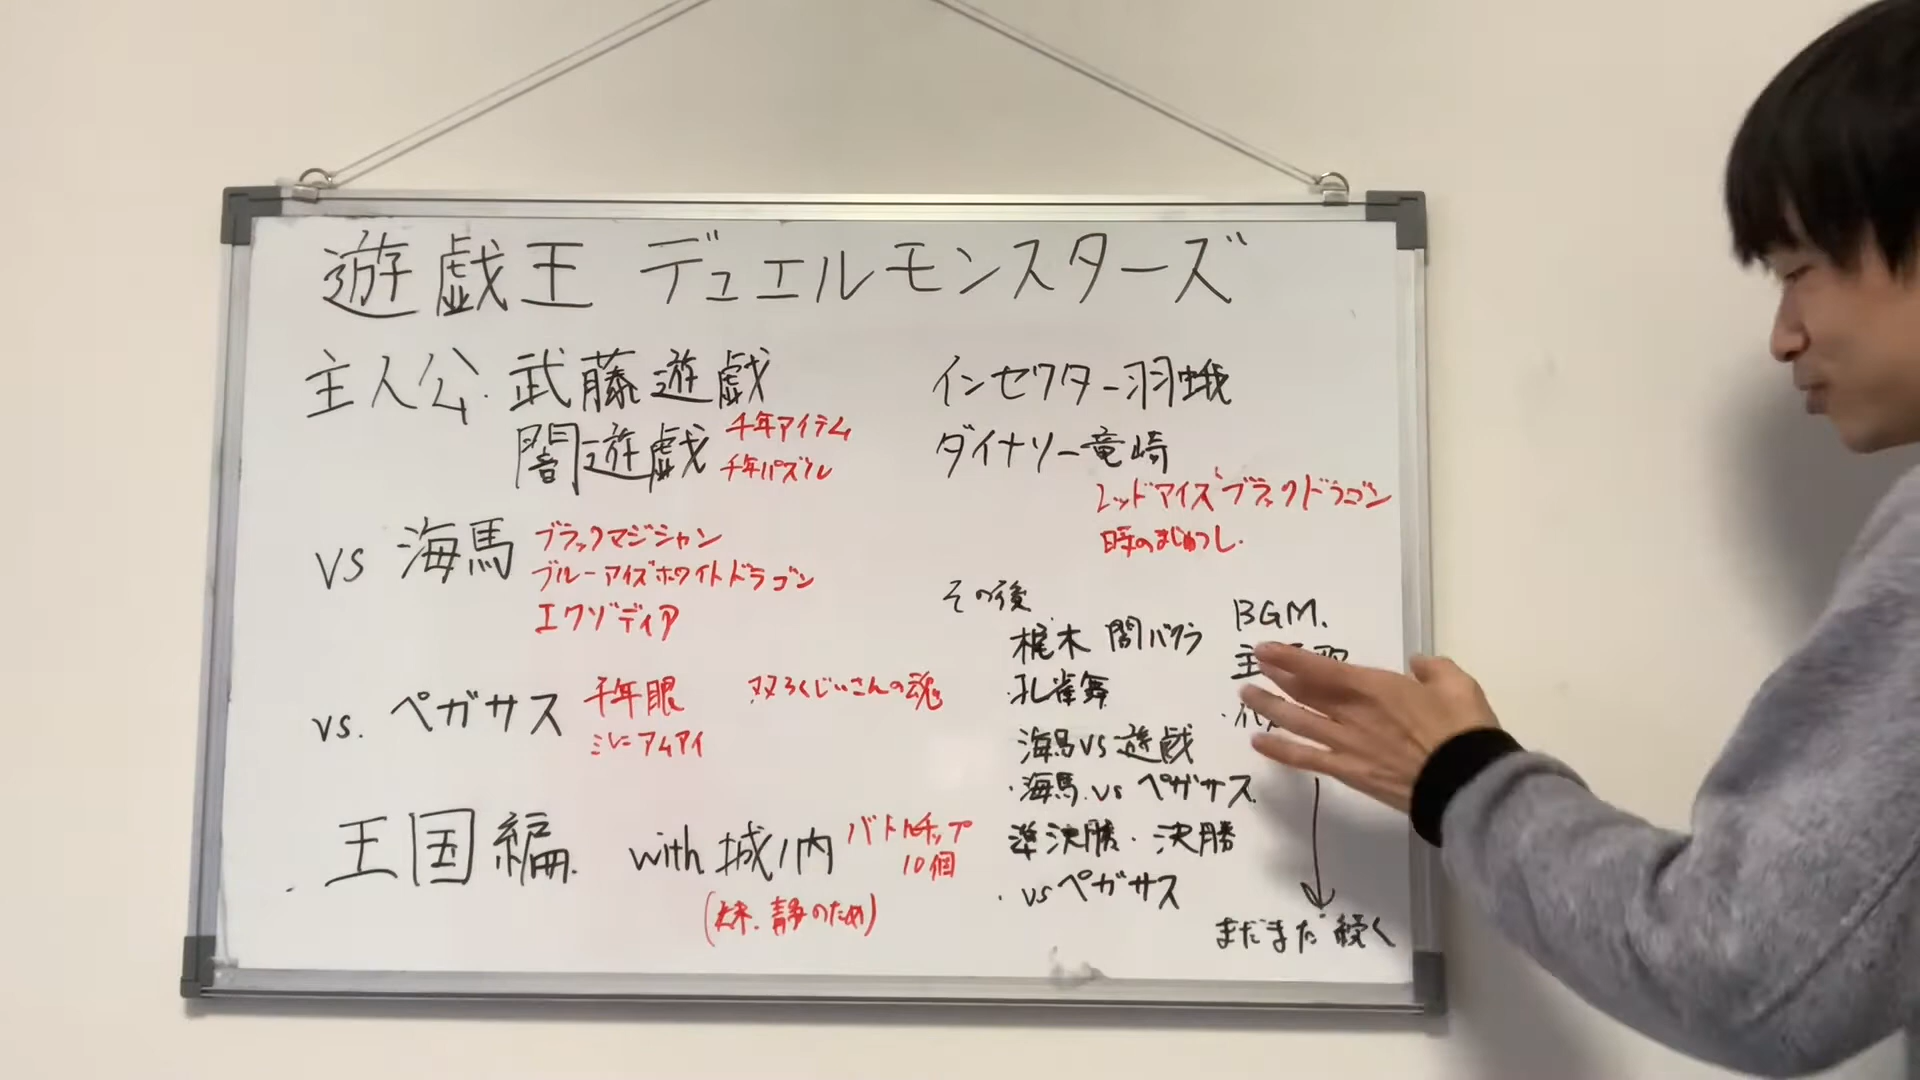 遊戯王 デュエルモンスターズ
主人公. 武藤遊戯
闇遊戯
千年アイテム
千年パズル
vs 海馬
ブラックマジシャン
ブルーアイズホワイトドラゴン
エクゾディア
vs. ペガサス
千年眼
ミレニアムアイ
双ろくじいさんの魂
王国編. with 城ノ内
バトルチップ
10個
(妹.静のため)
インセクター羽蛾
ダイナソー竜崎
レッドアイズブラックドラゴン
時のまじゅつし.
その後
梶木 闇バクラ
・孔雀舞
海馬vs 遊戯
・海馬.vs ペガサス
準決勝・決勝
・vsペガサス
BGM.
まだまだ続く